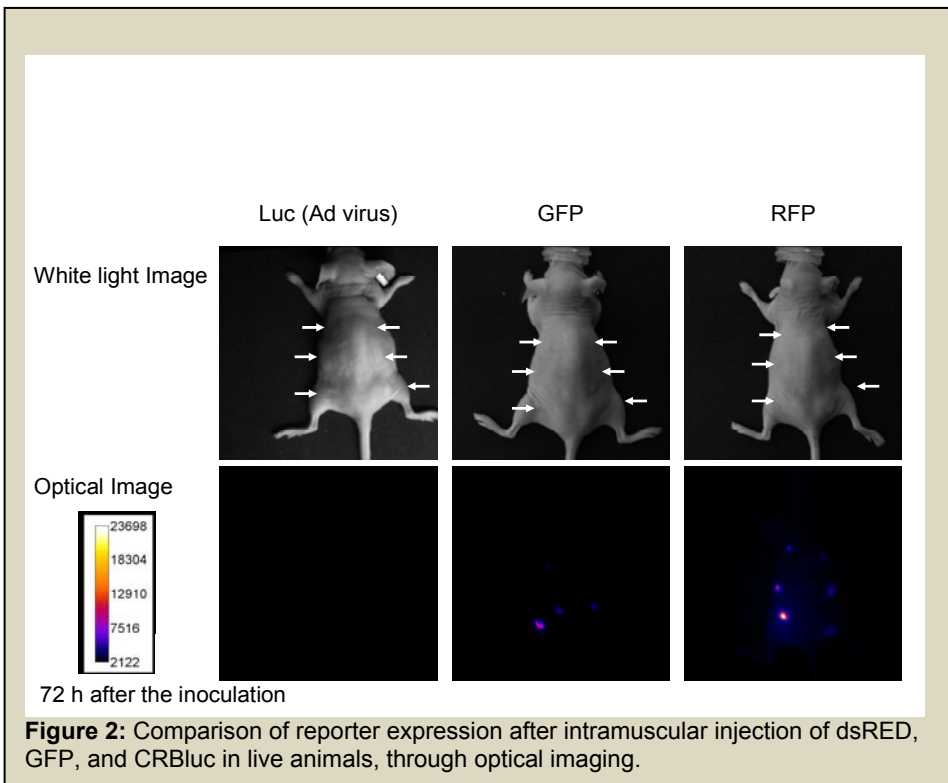 Luc (Ad virus) GFP RFP
White light Image
Optical Image
23698
18304
12910
7516
2122
72 h after the inoculation
Figure 2: Comparison of reporter expression after intramuscular injection of dsRED,
GFP, and CRBluc in live animals, through optical imaging.